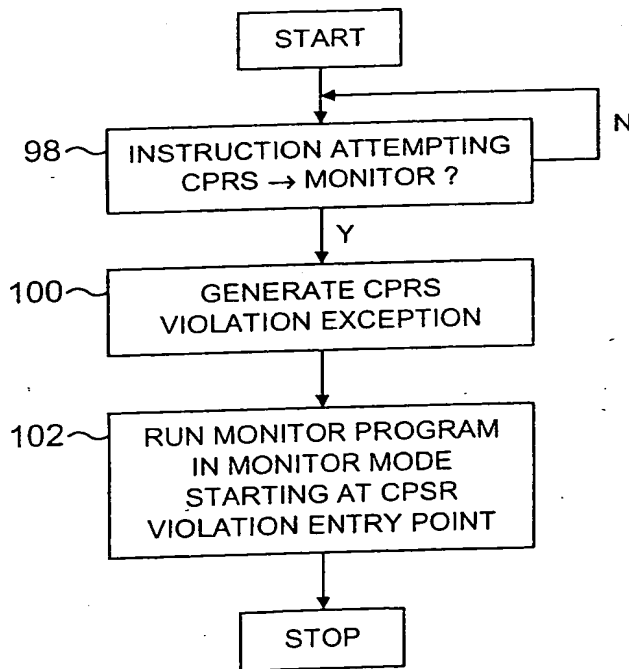 START
N
98
INSTRUCTION ATTEMPTING
CPRS → MONITOR ?
Y
100
GENERATE CPRS
VIOLATION EXCEPTION
102
RUN MONITOR PROGRAM
IN MONITOR MODE
STARTING AT CPSR
VIOLATION ENTRY POINT
STOP